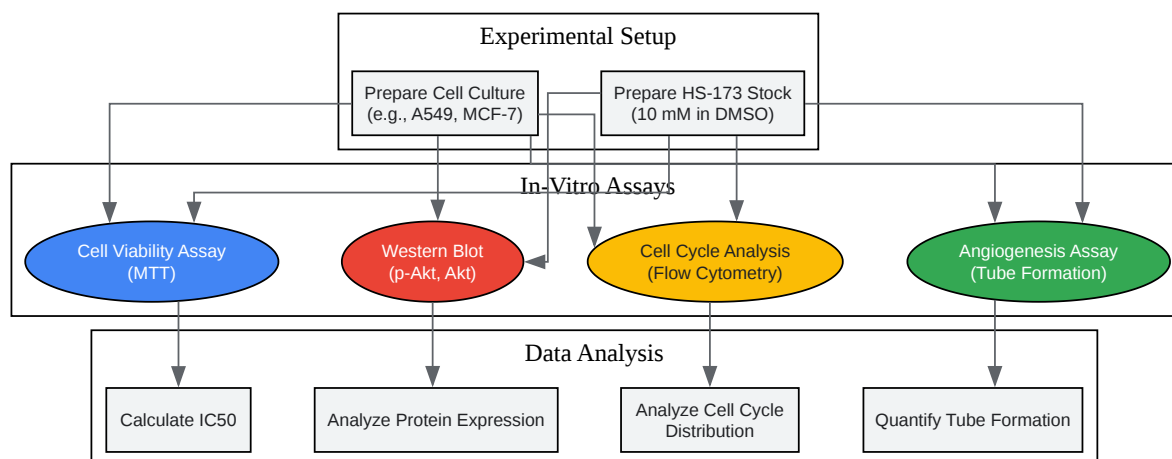 Experimental Setup
Prepare Cell Culture
(e.g., A549, MCF-7)
Prepare HS-173 Stock
(10 mM in DMSO)
In-Vitro Assays
Cell Viability Assay
(MTT)
Western Blot
(p-Akt, Akt)
Cell Cycle Analysis
(Flow Cytometry)
Angiogenesis Assay
(Tube Formation)
Data Analysis
Calculate IC50
Analyze Protein Expression
Analyze Cell Cycle
Distribution
Quantify Tube Formation